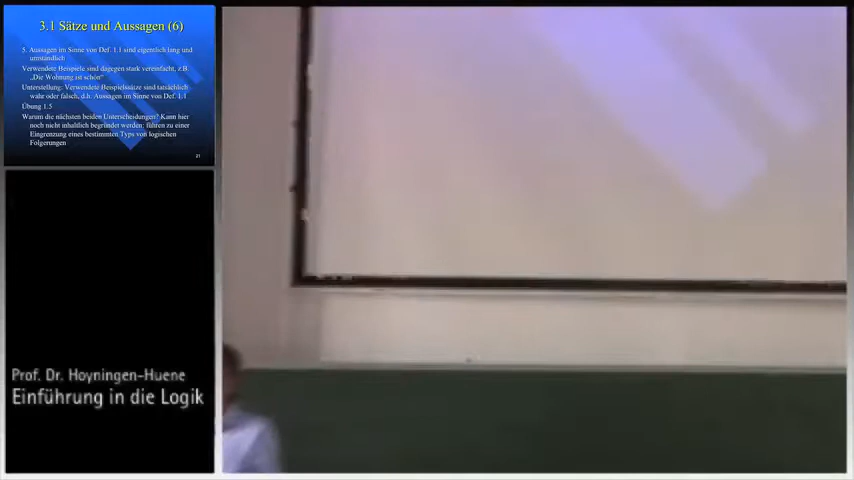 3.1 Sätze und Aussagen (6)
5. Aussagen im Sinne von Def. 1.1 sind eigentlich lang und
umständlich
Verwendete Beispiele sind dagegen stark vereinfacht, z.B.
„Die Wohnung ist schön“
Unterstellung: Verwendete Beispielsätze sind tatsächlich
wahr oder falsch, d.h. Aussagen im Sinne von Def. 1.1
Übung 1.5
Warum die nächsten beiden Unterscheidungen? Kann hier
noch nicht inhaltlich begründet werden: führen zu einer
Eingrenzung eines bestimmten Typs von logischen
Folgerungen
21
Prof. Dr. Hoyningen-Huene
Einführung in die Logik